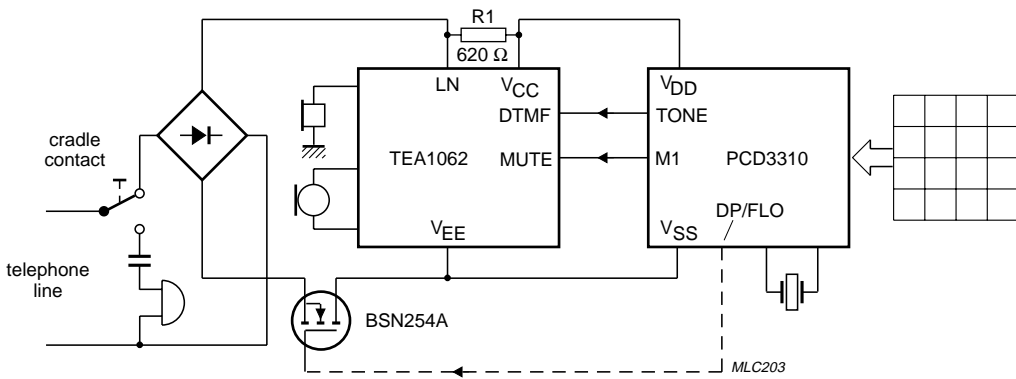 R1
620 Ω
LN
VCC
VDD
DTMF
TONE
TEA1062
PCD3310
MUTE
M1
DP/FLO
VEE
VSS
cradle
contact
telephone
line
BSN254A
MLC203